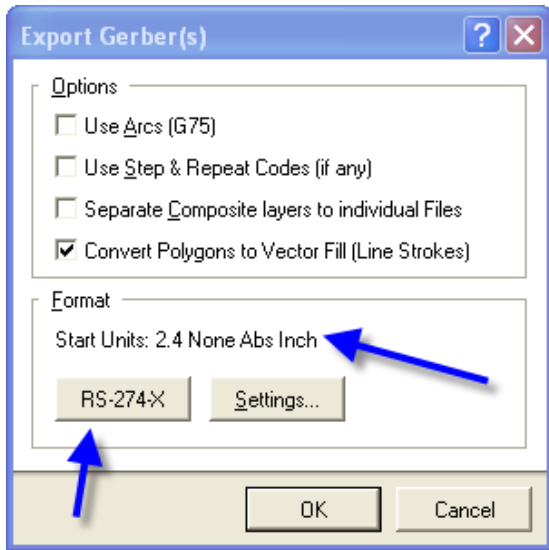 Export Gerber(s)
Options
Use Arcs (G75)
Use Step & Repeat Codes (if any)
Separate Composite layers to individual Files
Convert Polygons to Vector Fill (Line Strokes)
Format
Start Units: 2.4 None Abs Inch
RS-274-X Settings...
OK Cancel